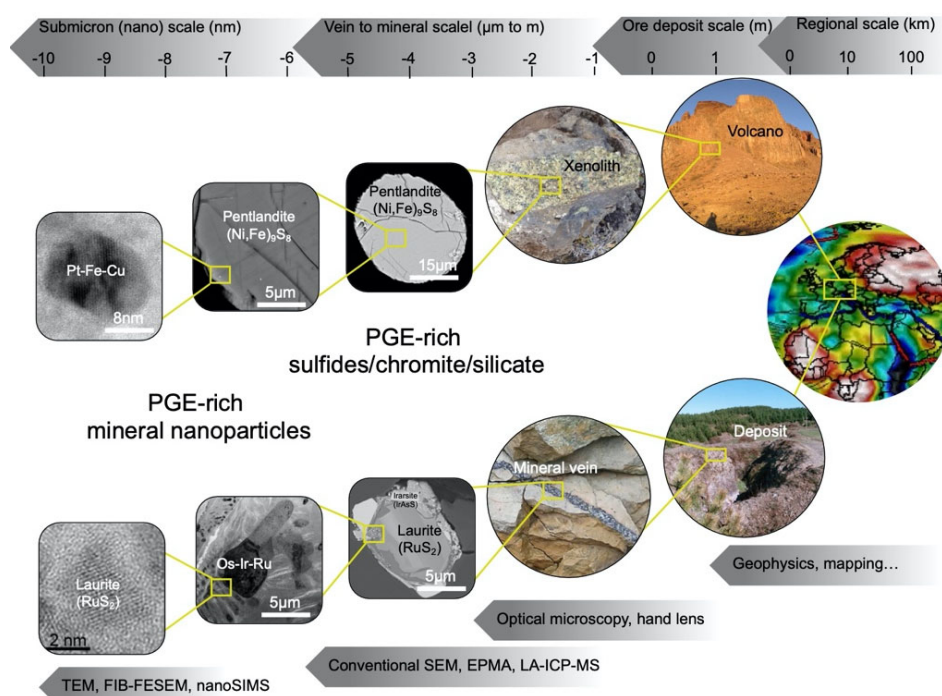 Submicron (nano) scale (nm)
Vein to mineral scalel (µm to m)
Ore deposit scale (m)
Regional scale (km)
-10 -9 -8 -7 -6 -5 -4 -3 -2 -1 0 1 0 10 100
Volcano
Xenolith
Pentlandite
(Ni,Fe)₉S₈
15µm
Pentlandite
(Ni,Fe)₉S₈
5µm
Pt-Fe-Cu
8nm
PGE-rich
sulfides/chromite/silicate
PGE-rich
mineral nanoparticles
Deposit
Mineral vein
Irarsite
(IrAsS)
Laurite
(RuS₂)
5µm
Os-Ir-Ru
5µm
Laurite
(RuS₂)
2 nm
Geophysics, mapping…
Optical microscopy, hand lens
Conventional SEM, EPMA, LA-ICP-MS
TEM, FIB-FESEM, nanoSIMS